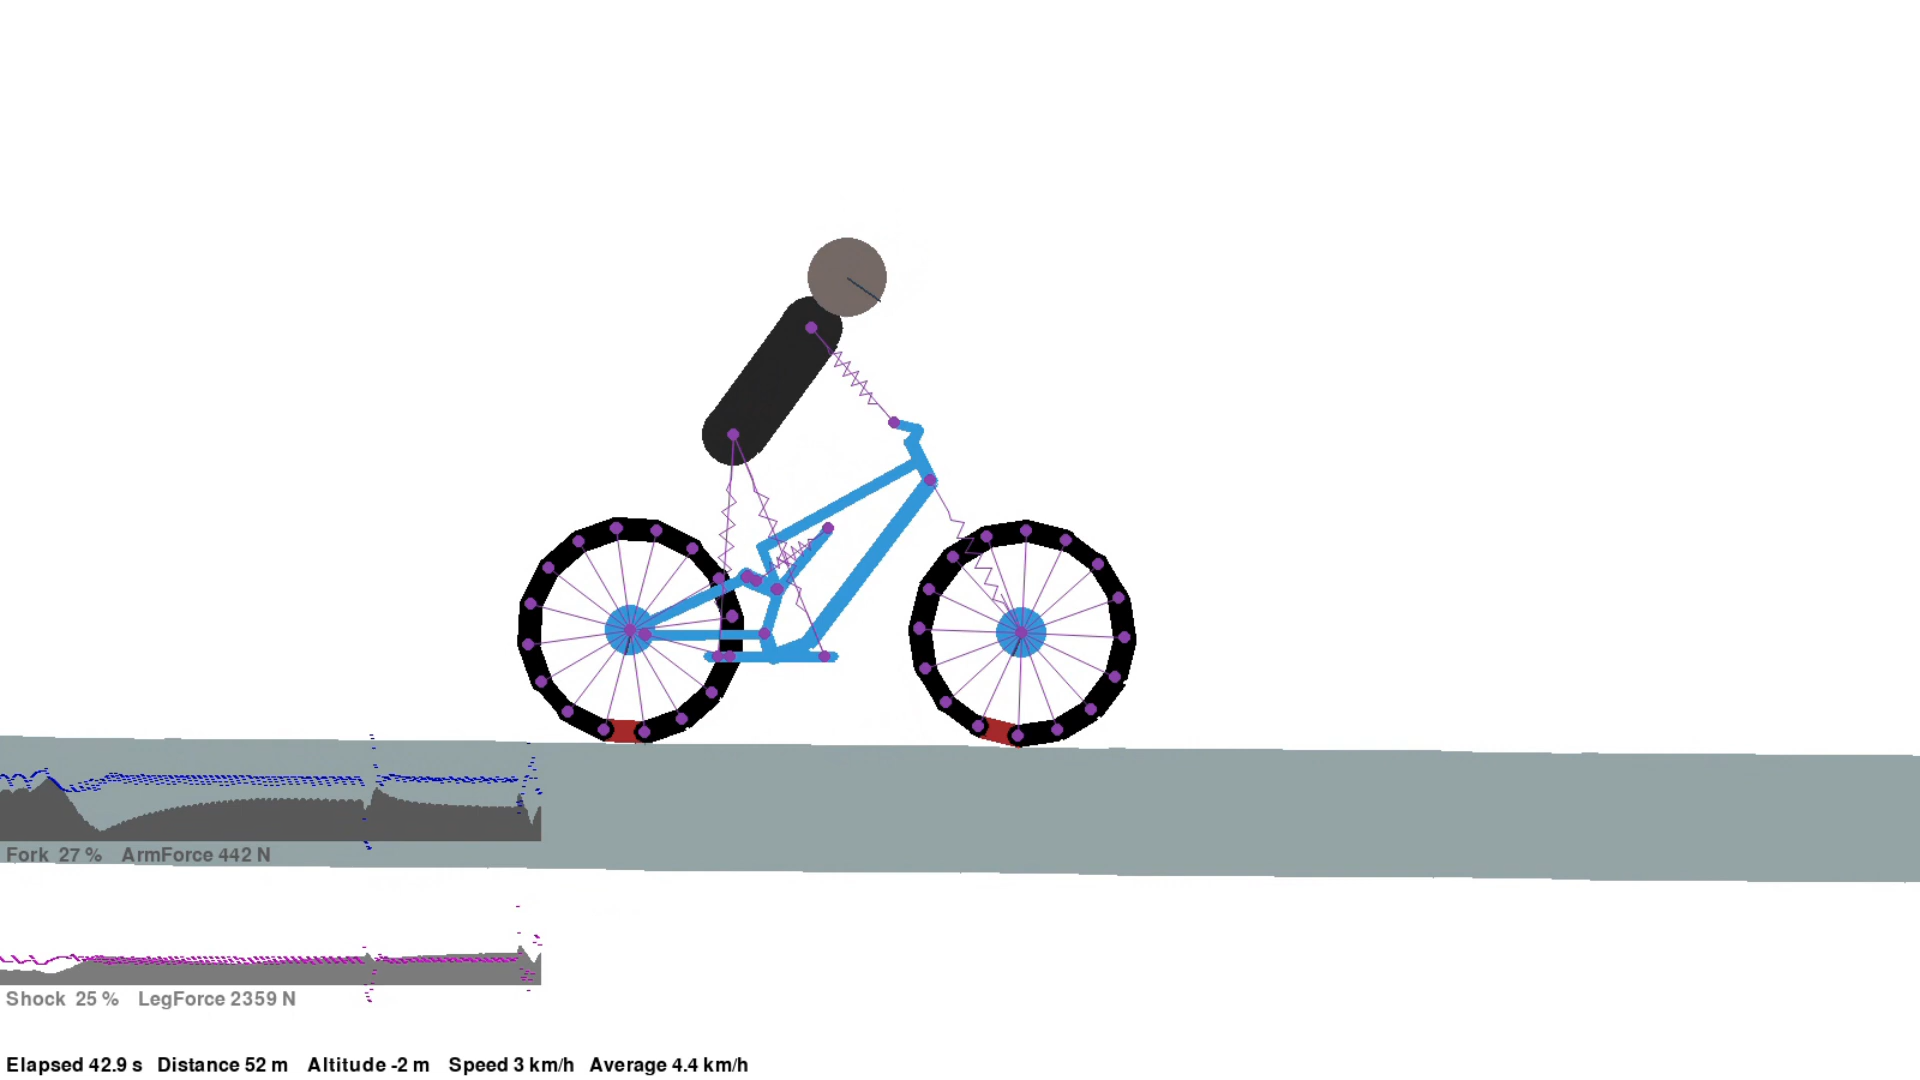 Fork 27 % ArmForce 442 N
Shock 25 % LegForce 2359 N
Elapsed 42.9 s Distance 52 m Altitude -2 m Speed 3 km/h Average 4.4 km/h